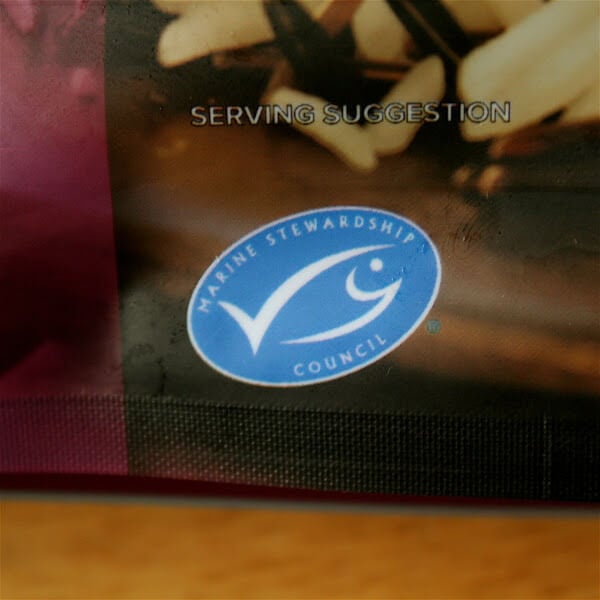 SERVING SUGGESTION
MARINE STEWARDSHIP
COUNCIL
®